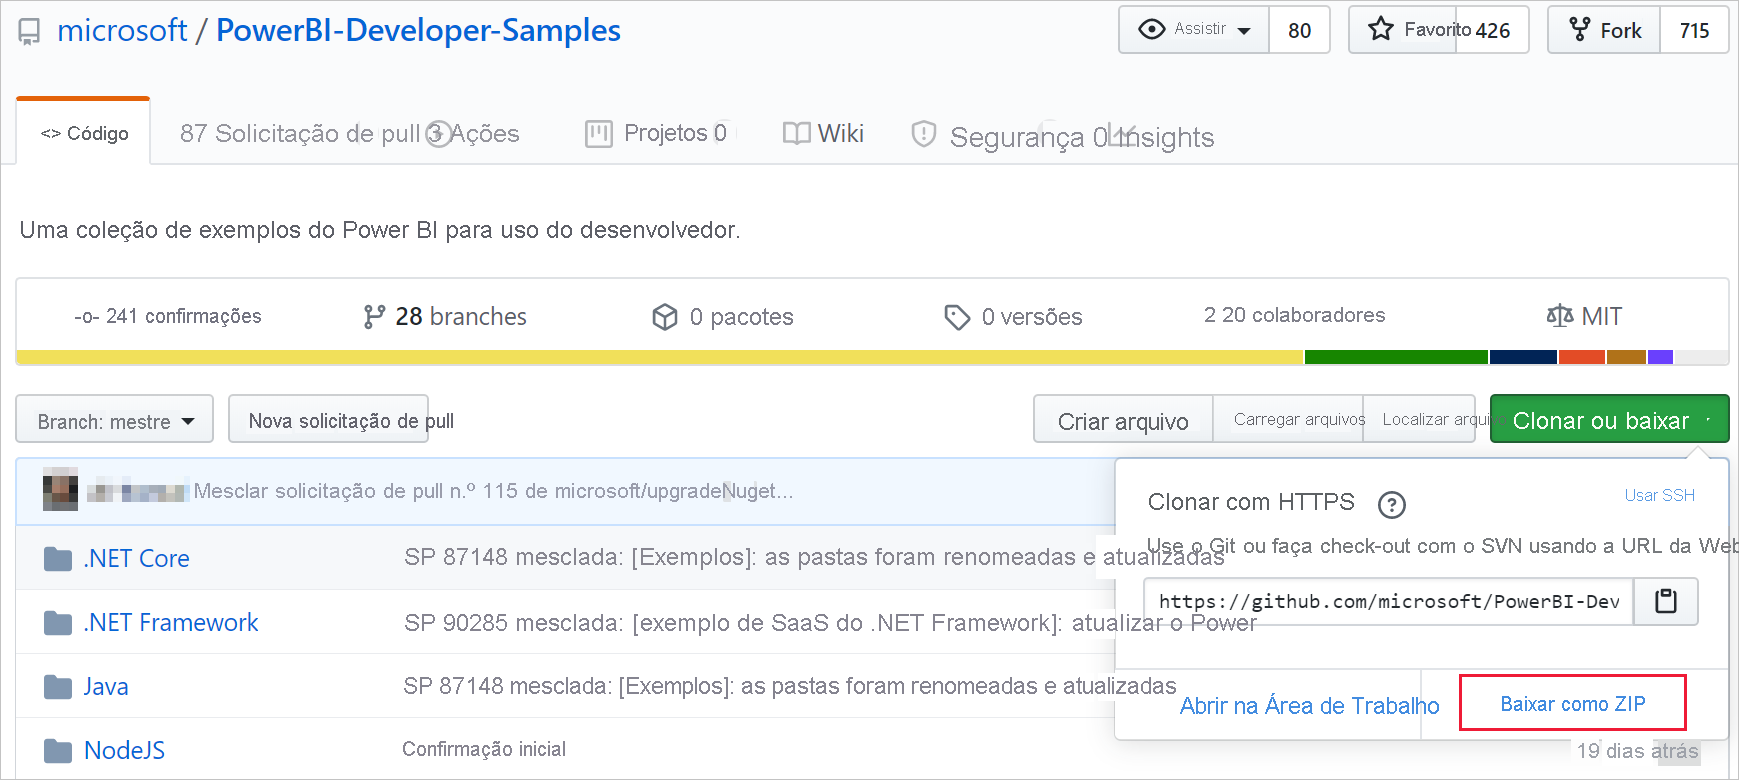 microsoft / PowerBI-Developer-Samples
Assistir 80
Favorito 426
Fork 715
<> Código
87 Solicitação de pull 3 Ações
Projetos 0
Wiki
Segurança 0 Insights
Uma coleção de exemplos do Power BI para uso do desenvolvedor.
-o- 241 confirmações
28 branches
0 pacotes
0 versões
2 20 colaboradores
MIT
Branch: mestre
Nova solicitação de pull
Criar arquivo
Carregar arquivos
Localizar arqui
Clonar ou baixar
Mesclar solicitação de pull n.º 115 de microsoft/upgradeNuget...
Clonar com HTTPS
Usar SSH
Use o Git ou faça check-out com o SVN usando a URL da Web
https://github.com/microsoft/PowerBI-Dev
Abrir na Área de Trabalho
Baixar como ZIP
.NET Core
SP 87148 mesclada: [Exemplos]: as pastas foram renomeadas e atualizadas
.NET Framework
SP 90285 mesclada: [exemplo de SaaS do .NET Framework]: atualizar o Power
Java
SP 87148 mesclada: [Exemplos]: as pastas foram renomeadas e atualizadas
NodeJS
Confirmação inicial
19 dias atrás